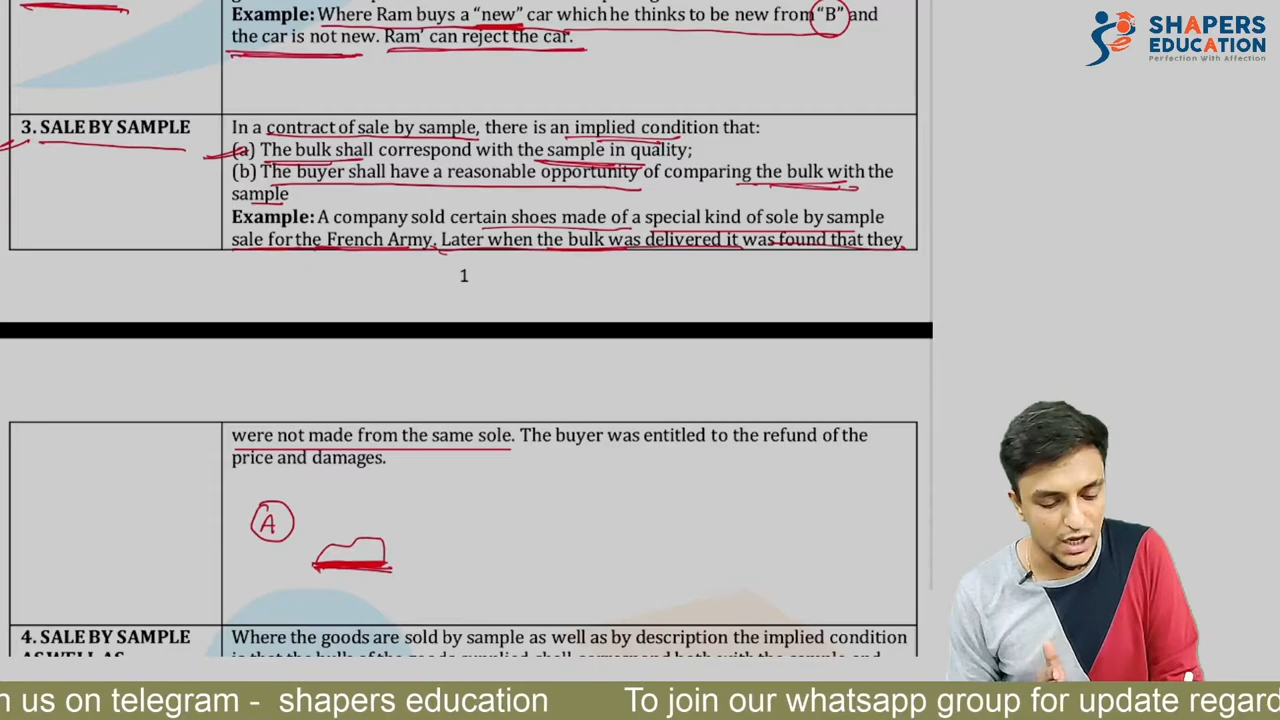 Example: Where Ram buys a “new” car which he thinks to be new from “B” and
the car is not new. Ram’ can reject the car.
SHAPERS
EDUCATION
Perfection With Affection
3. SALE BY SAMPLE
In a contract of sale by sample, there is an implied condition that:
(a) The bulk shall correspond with the sample in quality;
(b) The buyer shall have a reasonable opportunity of comparing the bulk with the
sample
Example: A company sold certain shoes made of a special kind of sole by sample
sale for the French Army. Later when the bulk was delivered it was found that they
1
were not made from the same sole. The buyer was entitled to the refund of the
price and damages.
A
4. SALE BY SAMPLE
Where the goods are sold by sample as well as by description the implied condition
n us on telegram - shapers education
To join our whatsapp group for update regard